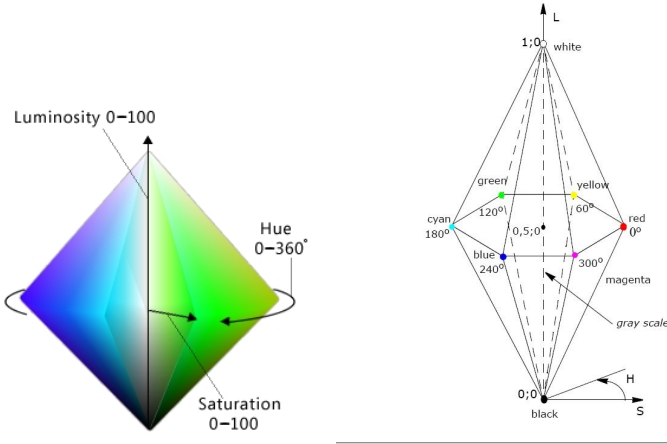 Luminosity 0-100
Hue
0-360°
Saturation
0-100
L
1;0
white
green
yellow
120°
60°
cyan
180°
0,5;0
red
0°
blue
240°
300°
magenta
gray scale
H
0;0
S
black